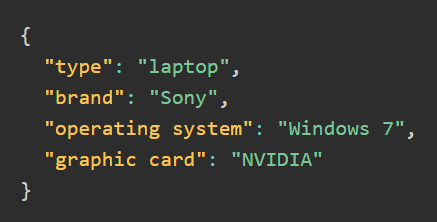 {
"type": "laptop",
"brand": "Sony",
"operating system": "Windows 7",
"graphic card": "NVIDIA"
}